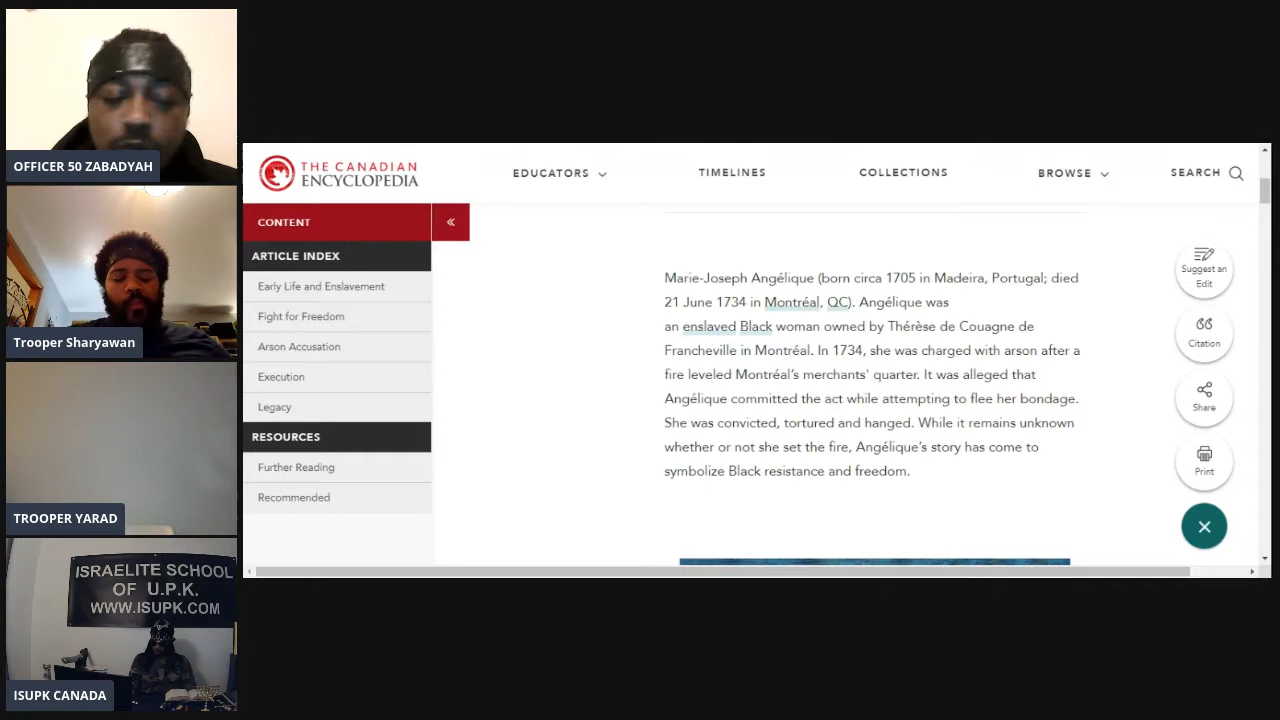 OFFICER 50 ZABADYAH
Trooper Sharyawan
TROOPER YARAD
ISRAELITE SCHOOL
OF U.P.K.
WWW.ISUPK.COM
ISUPK CANADA
THE CANADIAN
ENCYCLOPEDIA
EDUCATORS
TIMELINES
COLLECTIONS
BROWSE
SEARCH
CONTENT
«
ARTICLE INDEX
Early Life and Enslavement
Fight for Freedom
Arson Accusation
Execution
Legacy
RESOURCES
Further Reading
Recommended
Marie-Joseph Angélique (born circa 1705 in Madeira, Portugal; died
21 June 1734 in Montréal, QC). Angélique was
an enslaved Black woman owned by Thérèse de Couagne de
Francheville in Montréal. In 1734, she was charged with arson after a
fire leveled Montréal's merchants' quarter. It was alleged that
Angélique committed the act while attempting to flee her bondage.
She was convicted, tortured and hanged. While it remains unknown
whether or not she set the fire, Angélique's story has come to
symbolize Black resistance and freedom.
Suggest an
Edit
Citation
Share
Print